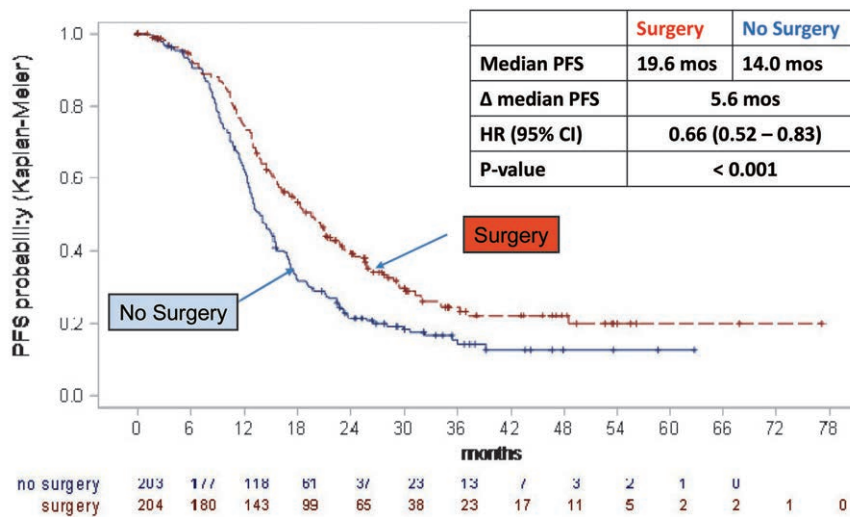 Surgery No Surgery
Median PFS 19.6 mos 14.0 mos
Δ median PFS 5.6 mos
HR (95% CI) 0.66 (0.52 – 0.83)
P-value < 0.001
PFS probability (Kaplan-Meier)
1.0
0.8
0.6
0.4
0.2
0.0
Surgery
No Surgery
0 6 12 18 24 30 36 42 48 54 60 66 72 78
months
no surgery 203 177 118 61 37 23 13 7 3 2 1 0
surgery 204 180 143 99 65 38 23 17 11 5 2 2 1 0